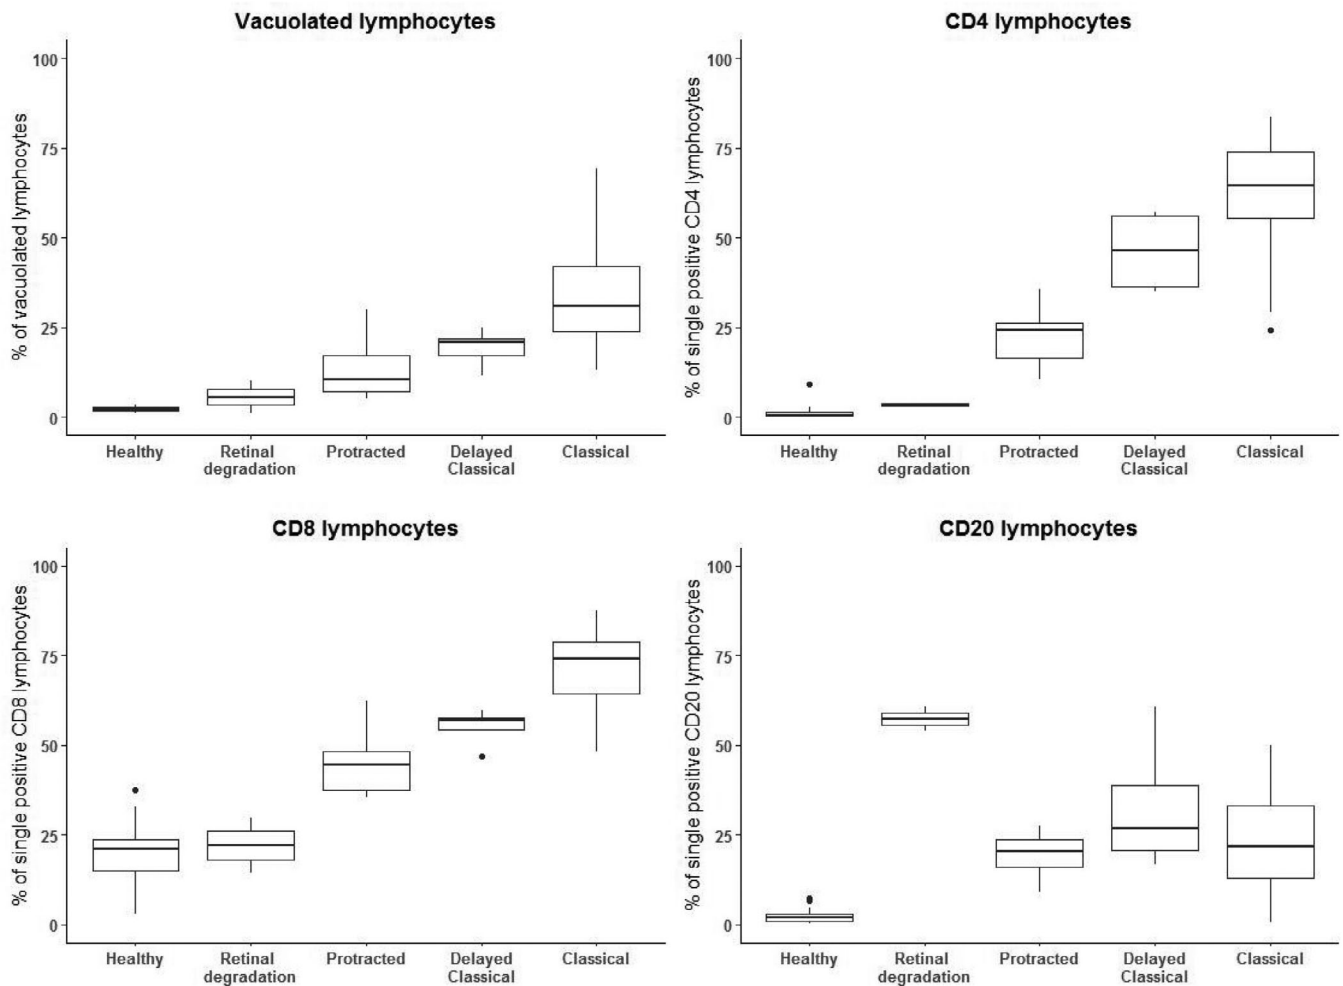 Vacuolated lymphocytes
% of vacuolated lymphocytes
100
75
50
25
0
Healthy
Retinal
degradation
Protracted
Delayed
Classical
Classical
CD4 lymphocytes
% of single positive CD4 lymphocytes
100
75
50
25
0
Healthy
Retinal
degradation
Protracted
Delayed
Classical
Classical
CD8 lymphocytes
% of single positive CD8 lymphocytes
100
75
50
25
0
Healthy
Retinal
degradation
Protracted
Delayed
Classical
Classical
CD20 lymphocytes
% of single positive CD20 lymphocytes
100
75
50
25
0
Healthy
Retinal
degradation
Protracted
Delayed
Classical
Classical